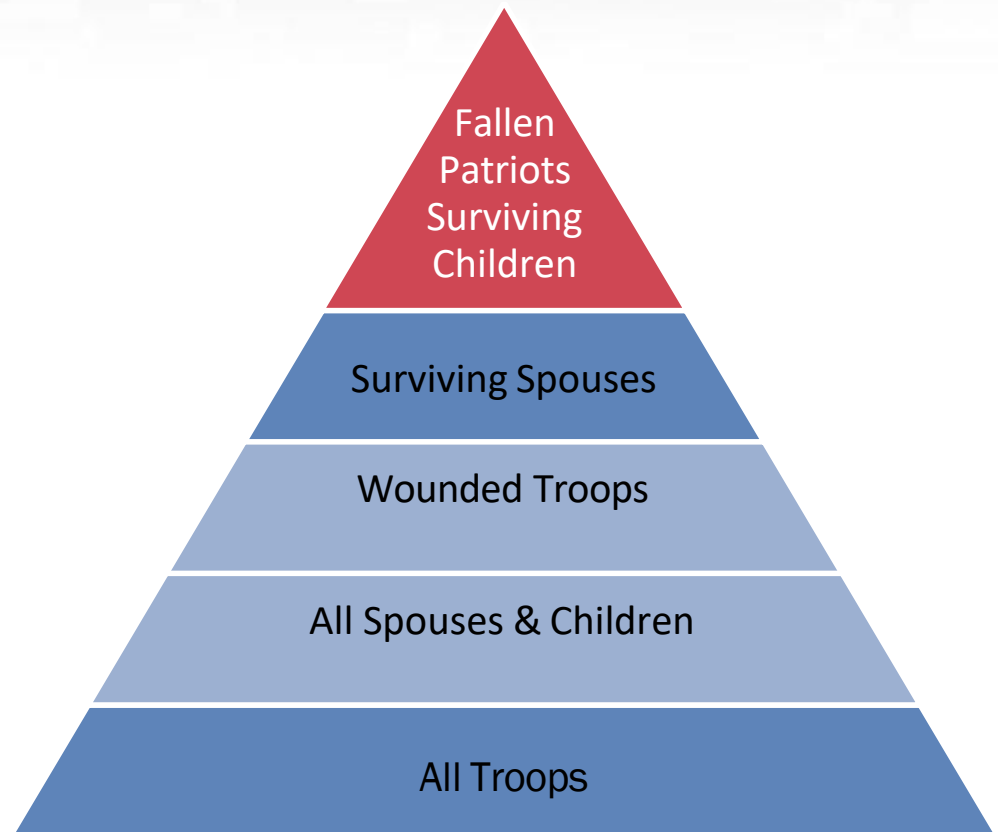 Fallen
Patriots
Surviving
Children
Surviving Spouses
Wounded Troops
All Spouses & Children
All Troops